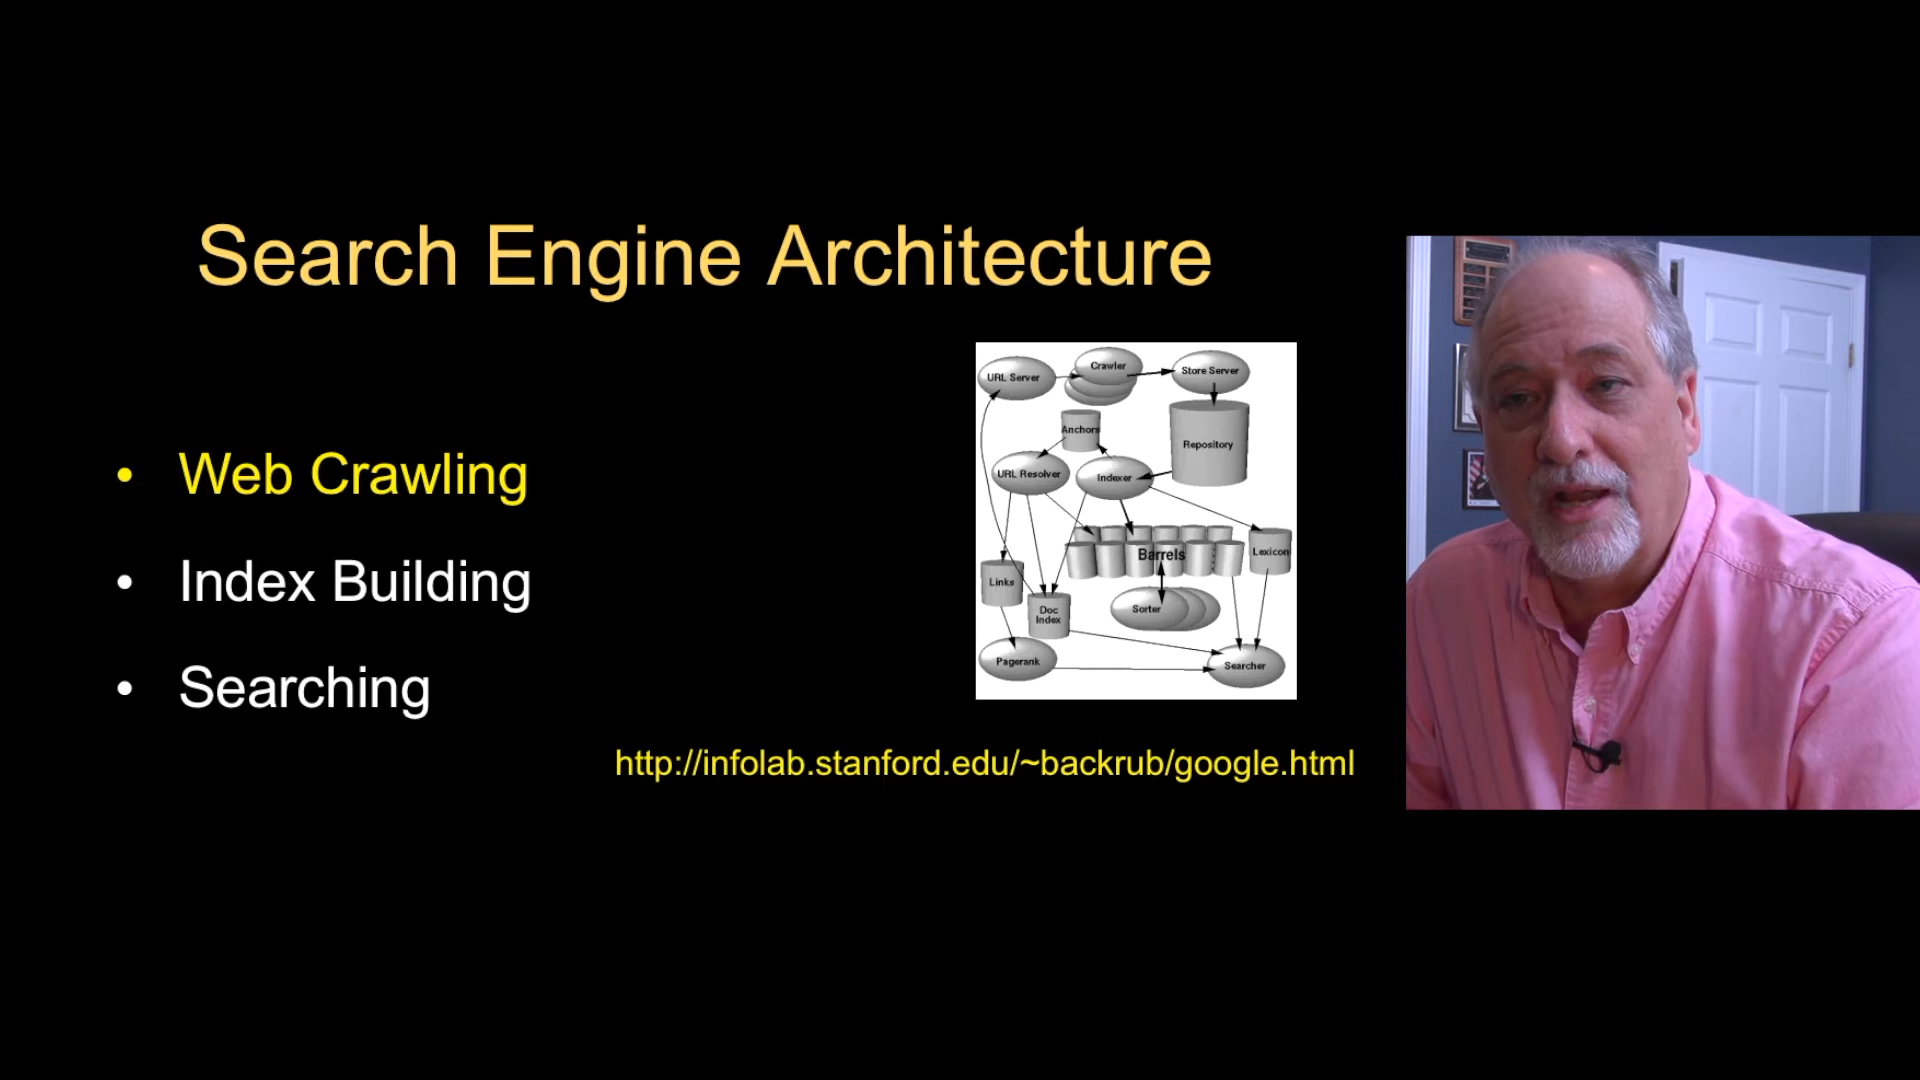 Search Engine Architecture
• Web Crawling
• Index Building
• Searching
URL Server
Crawler
Store Server
Anchors
Repository
URL Resolver
Indexer
Barrels
Lexicon
Links
Doc
Index
Sorter
Pagerank
Searcher
http://infolab.stanford.edu/~backrub/google.html